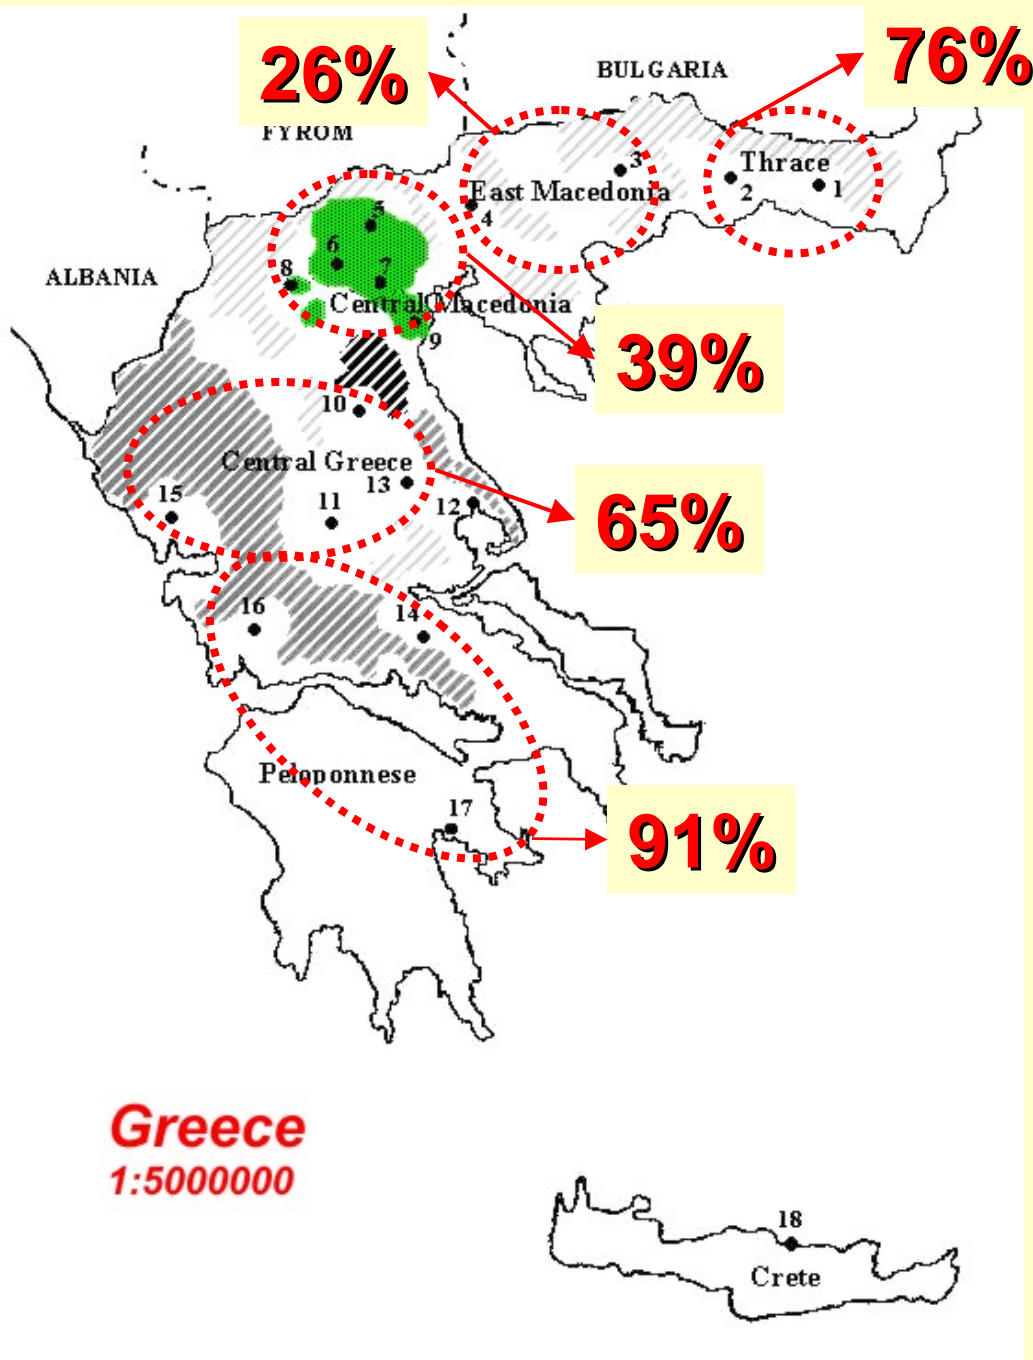 76%
26%
BULGARIA
FYROM
Thrace
3
2
1
East Macedonia
4
5
6
7
8
ALBANIA
Central Macedonia
9
39%
10
Central Greece
13
15
11
12
65%
16
14
Peloponnese
17
91%
Greece
1:5000000
18
Crete